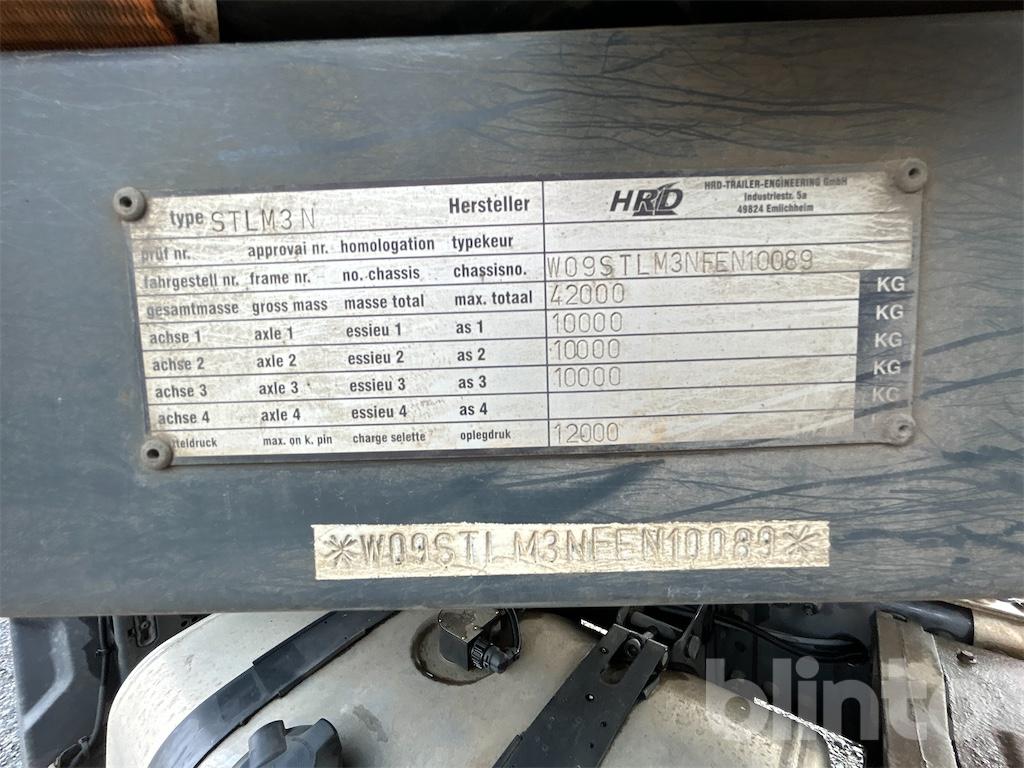 type STLM3 N Hersteller HRD HRD-TRAILER-ENGINEERING GmbH
Industriestr. 5a
49824 Emlichheim
prüf nr. approval nr. homologation typekeur
fahrgestell nr. frame nr. no. chassis chassisno. W09STLM3NFEN10089
gesamtmasse gross mass masse total max. totaal 42000 KG
achse 1 axle 1 essieu 1 as 1 10000 KG
achse 2 axle 2 essieu 2 as 2 10000 KG
achse 3 axle 3 essieu 3 as 3 10000 KG
achse 4 axle 4 essieu 4 as 4 KG
max. on k. pin charge selette oplegdruk 12000
*W09STLM3NFEN10089*
blinto